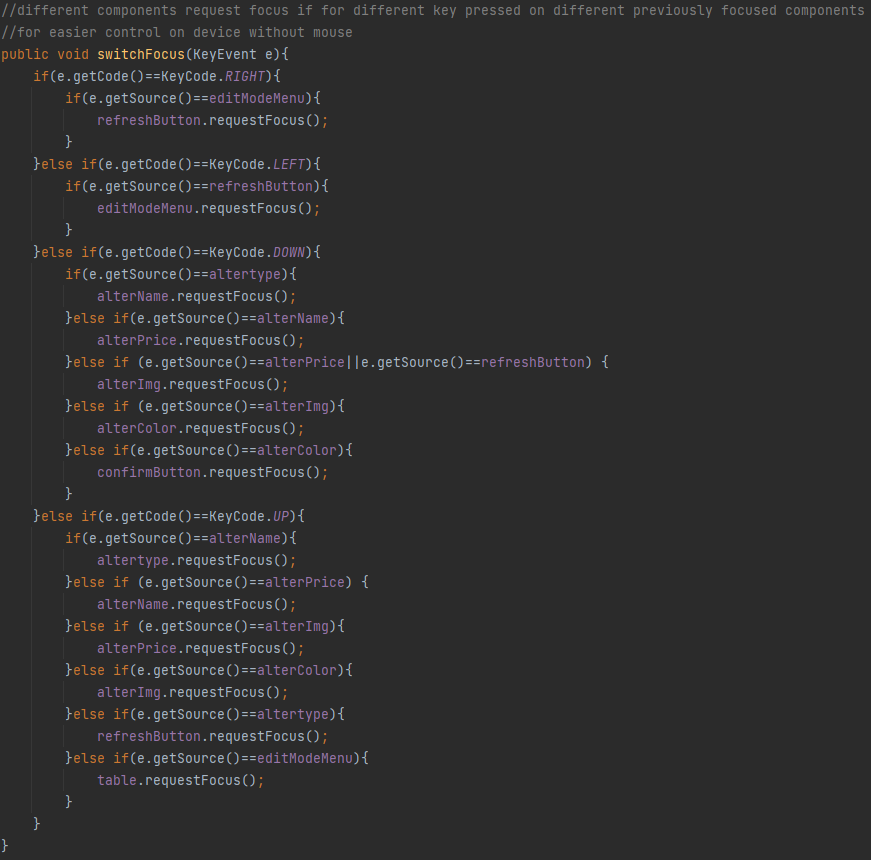 //different components request focus if for different key pressed on different previously focused components
//for easier control on device without mouse
public void switchFocus(KeyEvent e){
    if(e.getCode()==KeyCode.RIGHT){
        if(e.getSource()==editModeMenu){
            refreshButton.requestFocus();
        }
    }else if(e.getCode()==KeyCode.LEFT){
        if(e.getSource()==refreshButton){
            editModeMenu.requestFocus();
        }
    }else if(e.getCode()==KeyCode.DOWN){
        if(e.getSource()==altertype){
            alterName.requestFocus();
        }else if(e.getSource()==alterName){
            alterPrice.requestFocus();
        }else if (e.getSource()==alterPrice||e.getSource()==refreshButton) {
            alterImg.requestFocus();
        }else if (e.getSource()==alterImg){
            alterColor.requestFocus();
        }else if(e.getSource()==alterColor){
            confirmButton.requestFocus();
        }
    }else if(e.getCode()==KeyCode.UP){
        if(e.getSource()==alterName){
            altertype.requestFocus();
        }else if (e.getSource()==alterPrice) {
            alterName.requestFocus();
        }else if (e.getSource()==alterImg){
            alterPrice.requestFocus();
        }else if(e.getSource()==alterColor){
            alterImg.requestFocus();
        }else if(e.getSource()==altertype){
            refreshButton.requestFocus();
        }else if(e.getSource()==editModeMenu){
            table.requestFocus();
        }
    }
}